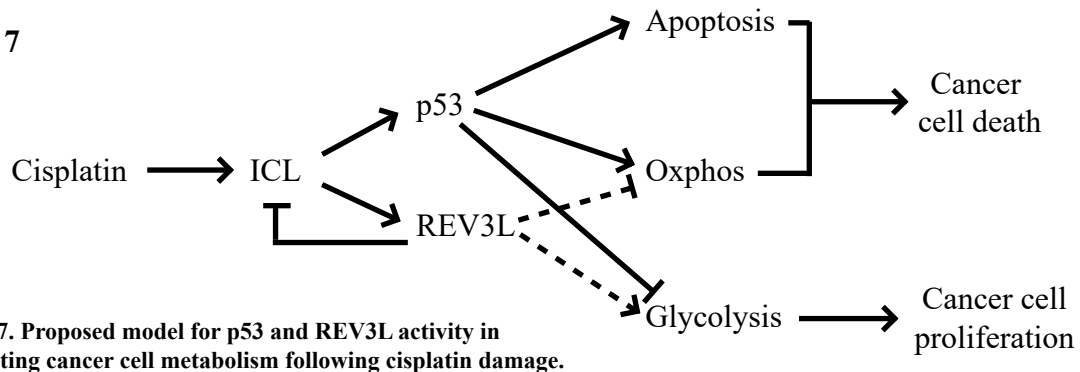 7
Apoptosis
Cancer
cell death
p53
Cisplatin
ICL
Oxphos
REV3L
Glycolysis
Cancer cell
proliferation
7. Proposed model for p53 and REV3L activity in
ting cancer cell metabolism following cisplatin damage.